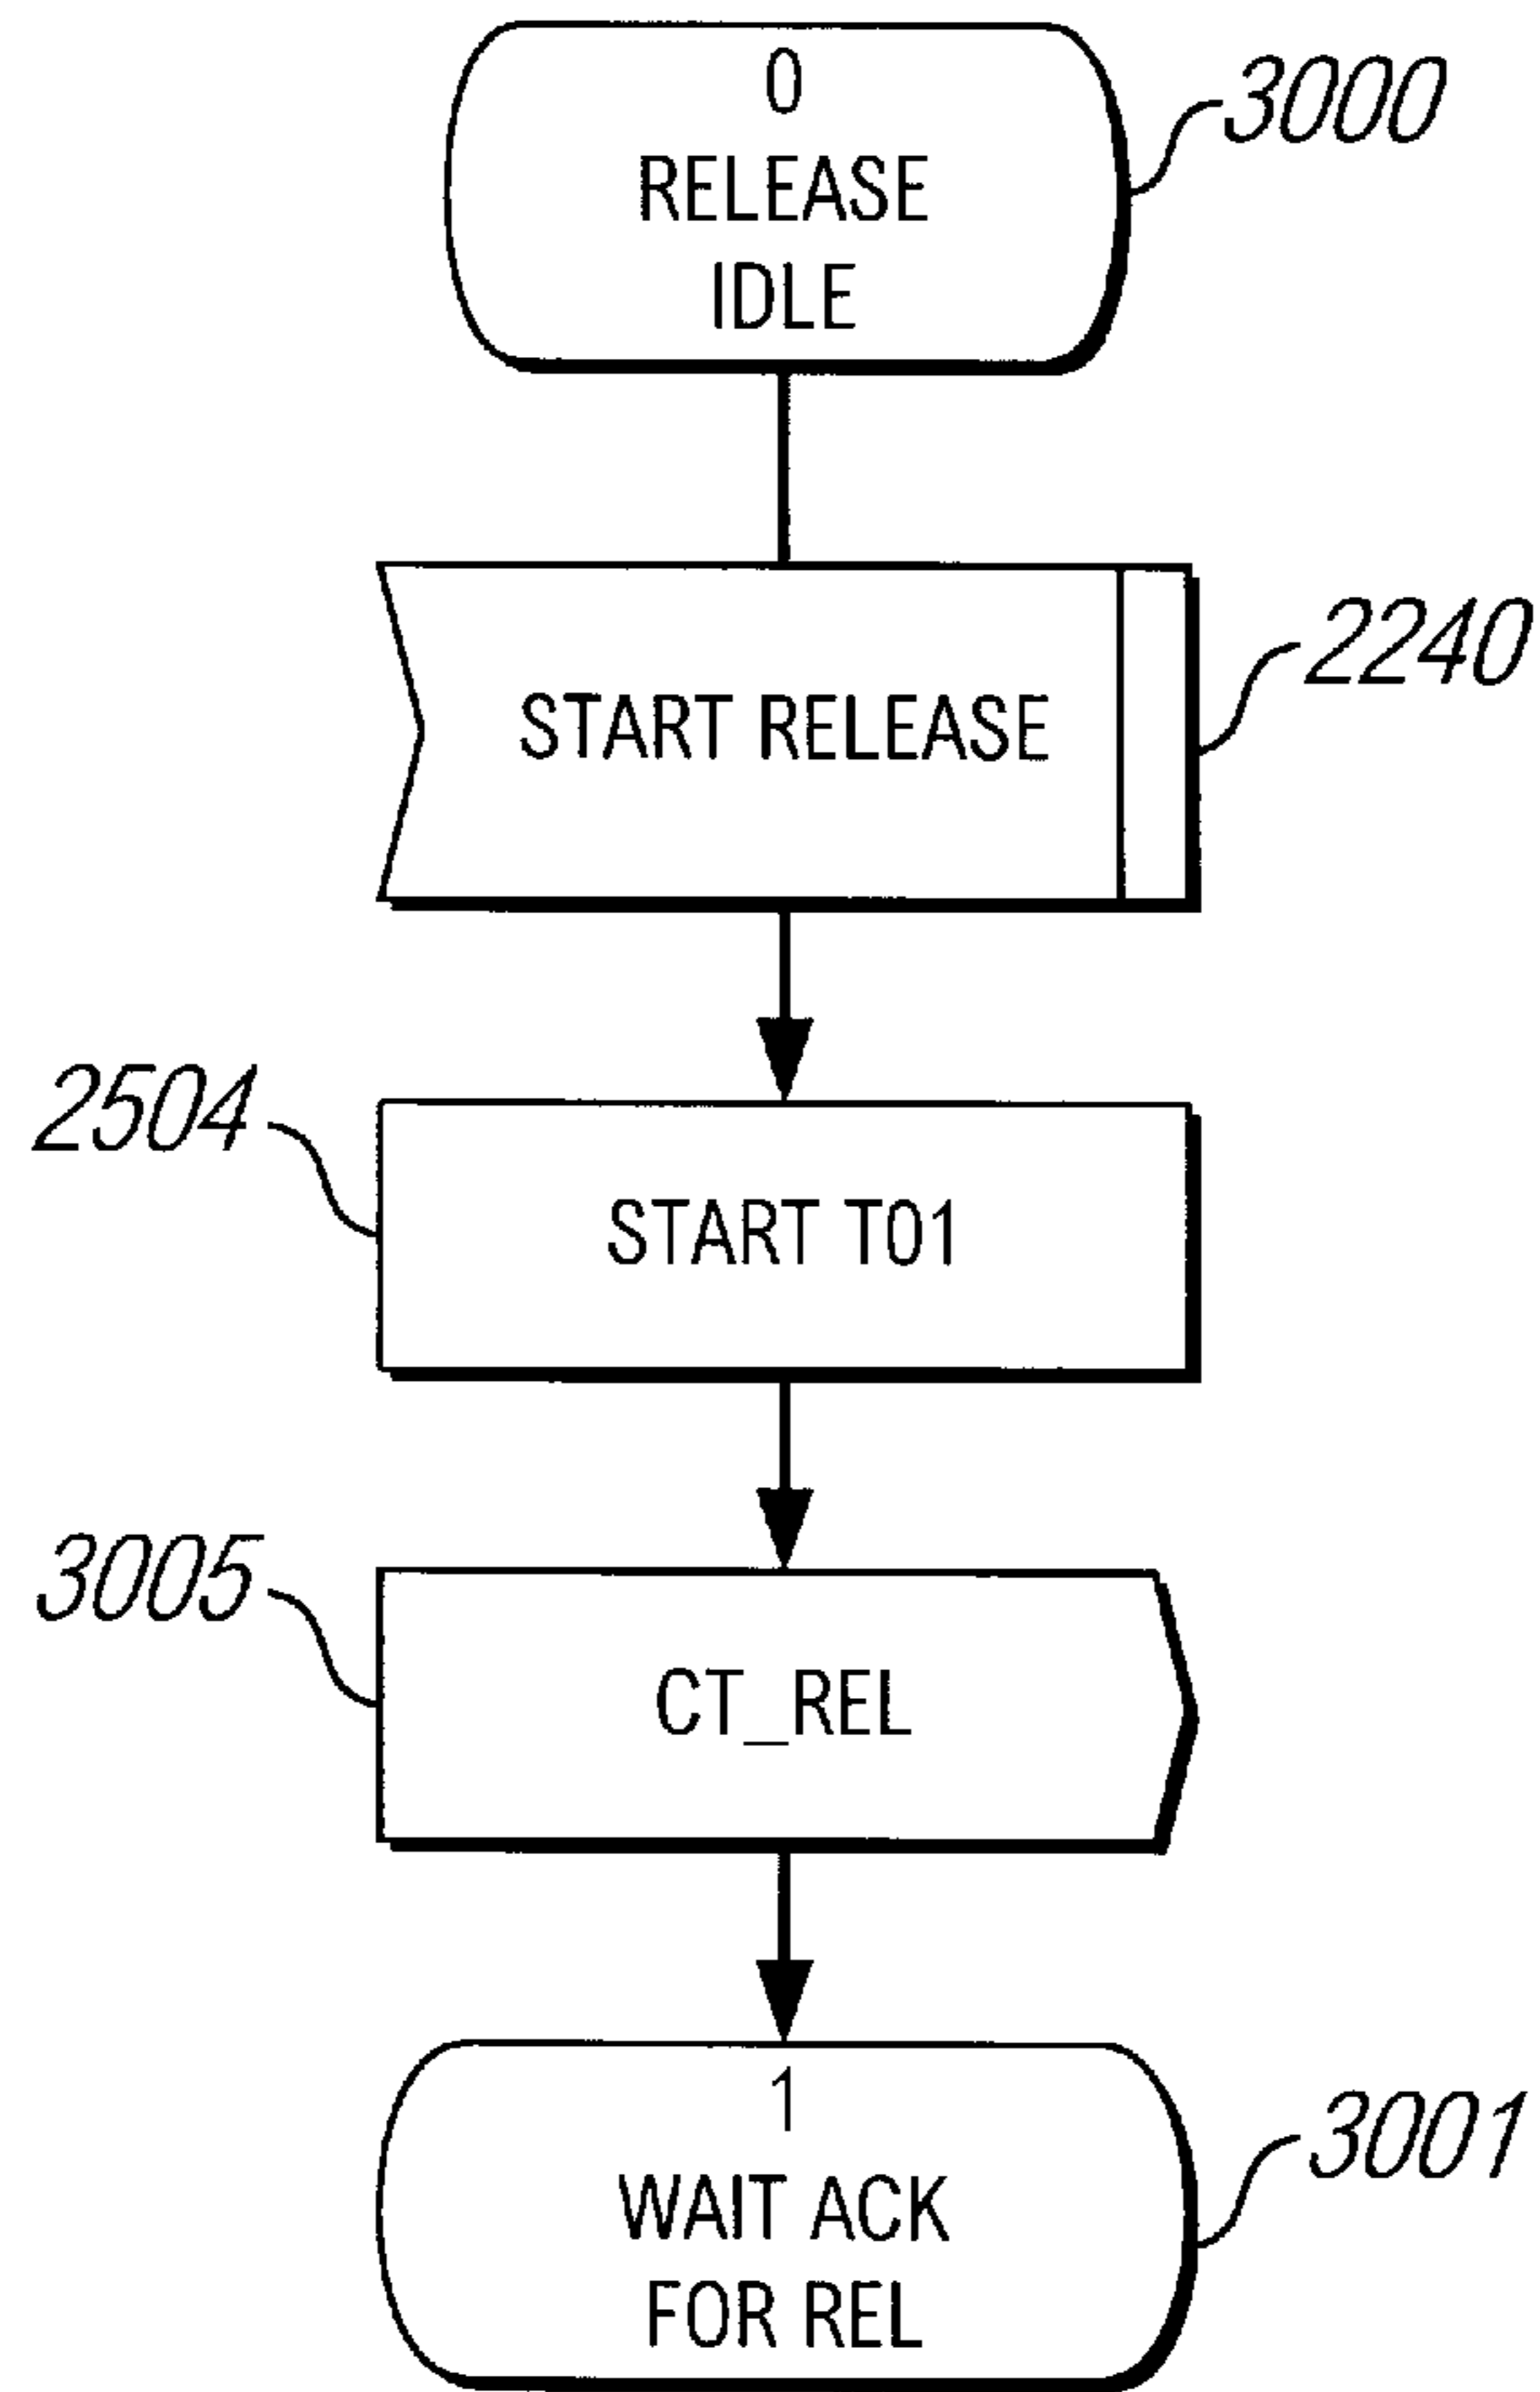 0
RELEASE
IDLE
3000
START RELEASE
2240
2504
START T01
3005
CT_REL
1
WAIT ACK
FOR REL
3001